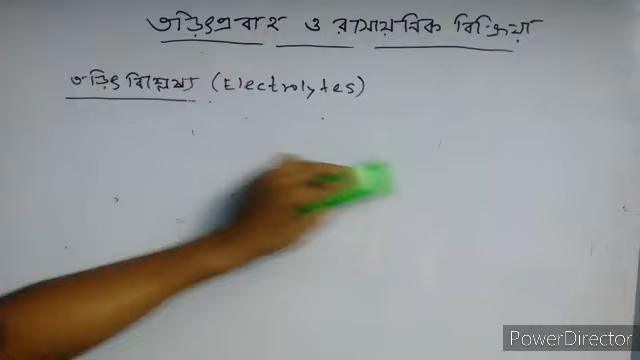 তড়িৎপ্রবাহ ও রাসায়নিক বিক্রিয়া
তড়িৎ বিশ্লেষ্য (Electrolytes)
PowerDirector